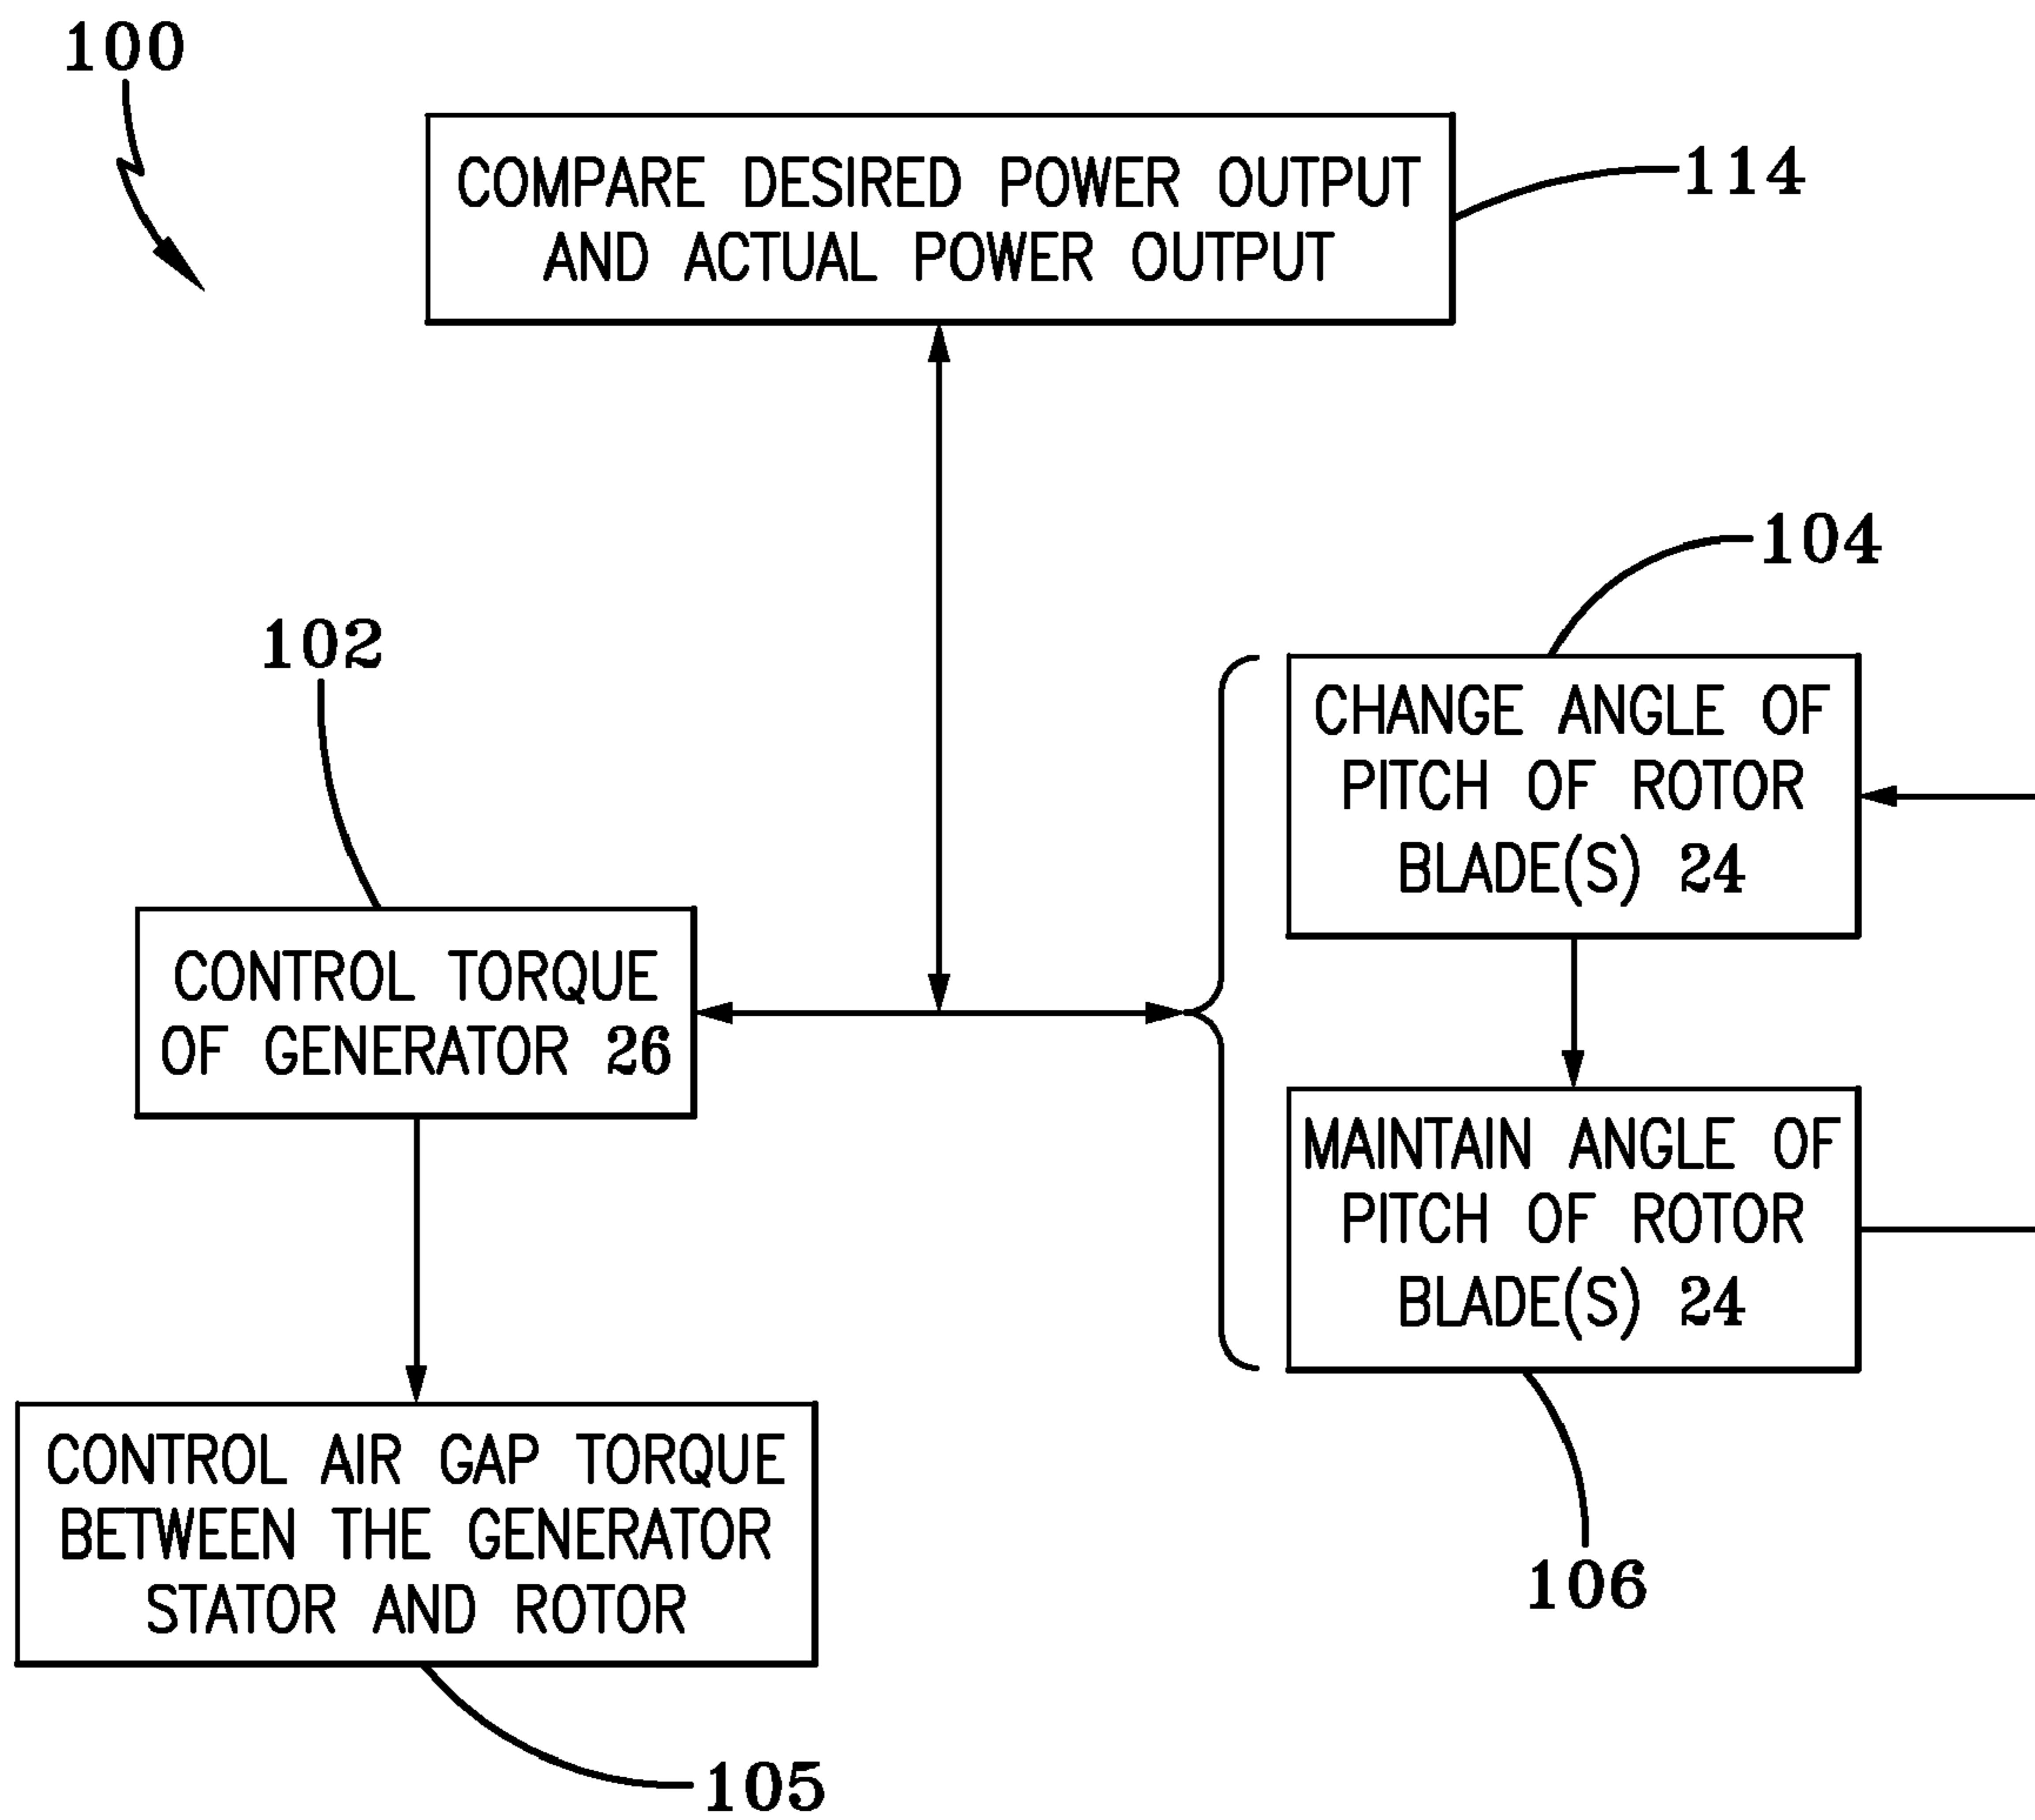 100
COMPARE DESIRED POWER OUTPUT
AND ACTUAL POWER OUTPUT
114
104
102
CHANGE ANGLE OF
PITCH OF ROTOR
BLADE(S) 24
CONTROL TORQUE
OF GENERATOR 26
MAINTAIN ANGLE OF
PITCH OF ROTOR
BLADE(S) 24
106
CONTROL AIR GAP TORQUE
BETWEEN THE GENERATOR
STATOR AND ROTOR
105